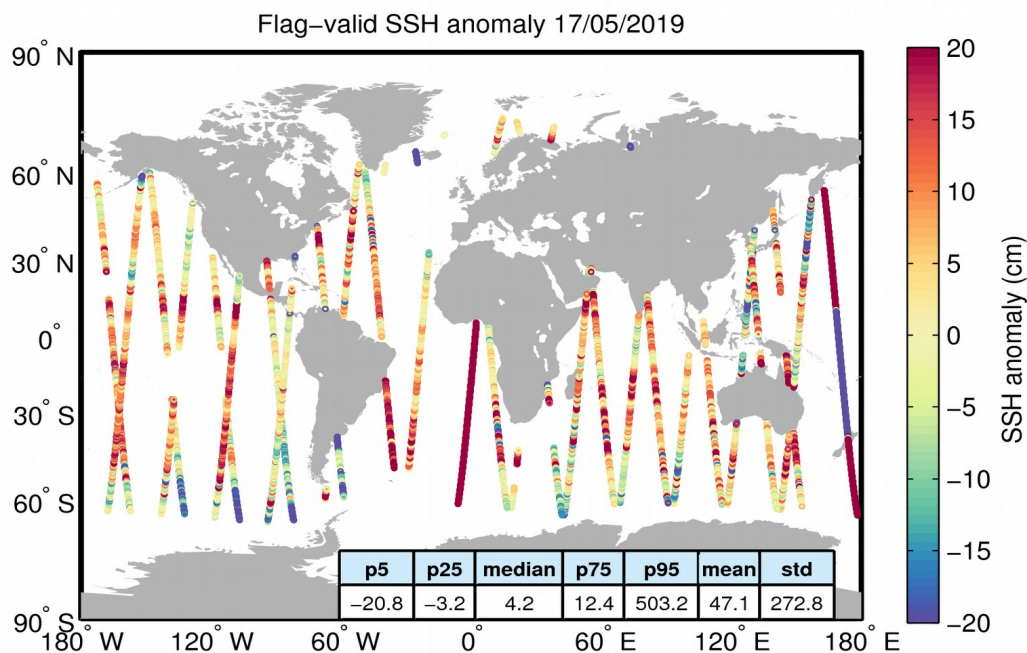 Flag−valid SSH anomaly 17/05/2019
90° N
60° N
30° N
0°
30° S
60° S
90° S
180° W
120° W
60° W
0°
60° E
120° E
180° E
p5 p25 median p75 p95 mean std
−20.8 −3.2 4.2 12.4 503.2 47.1 272.8
20
15
10
5
0
−5
−10
−15
−20
SSH anomaly (cm)